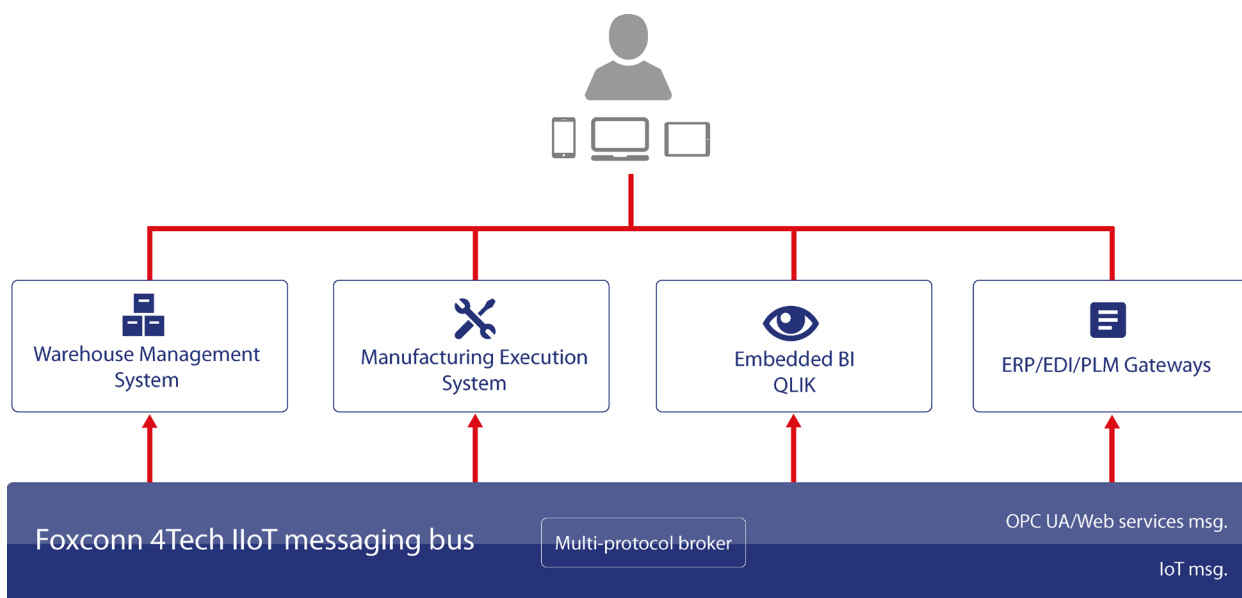 Warehouse Management
System
Manufacturing Execution
System
Embedded BI
QLIK
ERP/EDI/PLM Gateways
Foxconn 4Tech IIoT messaging bus
Multi-protocol broker
OPC UA/Web services msg.
IoT msg.